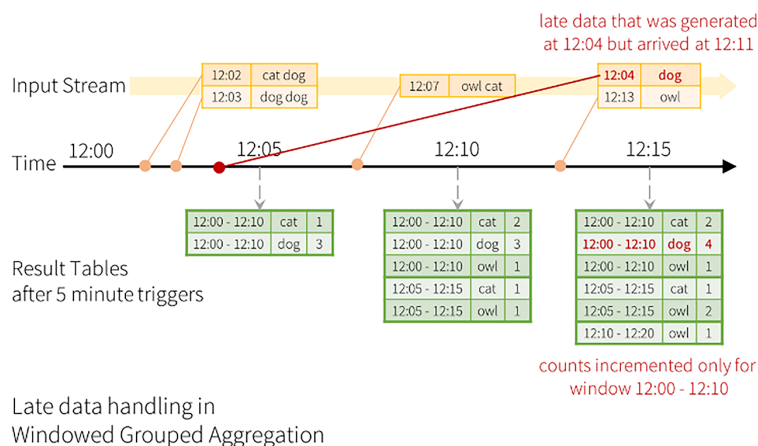 late data that was generated
at 12:04 but arrived at 12:11
Input Stream
12:02 cat dog
12:03 dog dog
12:07 owl cat
12:04 dog
12:13 owl
Time
12:00
12:05
12:10
12:15
12:00 - 12:10 cat 1
12:00 - 12:10 dog 3
12:00 - 12:10 cat 2
12:00 - 12:10 dog 3
12:00 - 12:10 owl 1
12:05 - 12:15 cat 1
12:05 - 12:15 owl 1
12:00 - 12:10 cat 2
12:00 - 12:10 dog 4
12:00 - 12:10 owl 1
12:05 - 12:15 cat 1
12:05 - 12:15 owl 2
12:10 - 12:20 owl 1
Result Tables
after 5 minute triggers
counts incremented only for
window 12:00 - 12:10
Late data handling in
Windowed Grouped Aggregation